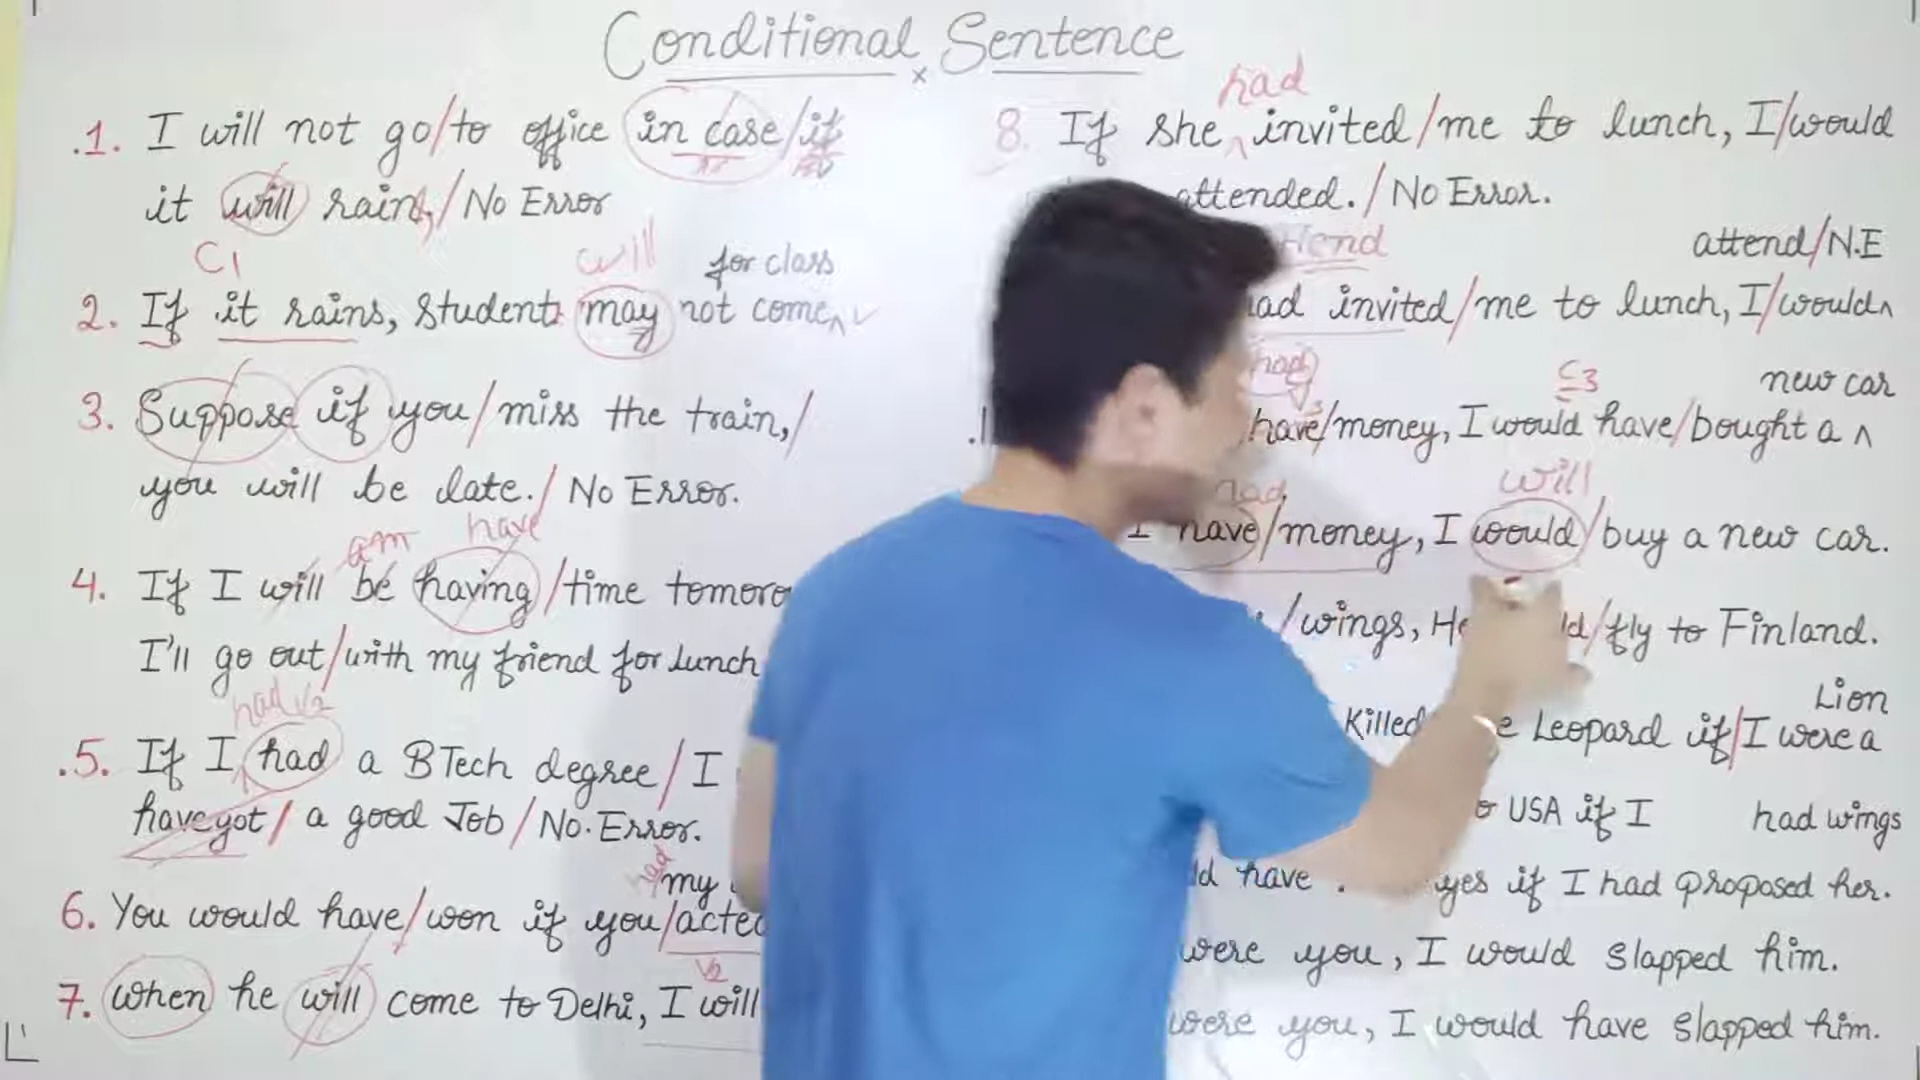 Conditional Sentence
.1. I will not go/to office in case/if
it will rain,/No Error
C1
will for class
2. If it rains, students may not come
3. Suppose if you/miss the train,/
you will be late./No Error.
am have
4. If I will be having/time
I'll go out/with my friend for lunch
had V2
.5. If I had a BTech degree/I
have got/a good Job/No. Error.
had my
6. You would have/won if you/acted
V2
7. When he will come to Delhi, I will
had
8. If she invited/me to lunch, I/would
attended./No Error.
attend/N.E
invited/me to lunch, I/would
had C3 new car
have/money, I would have/bought a
had will
I have/money, I would/buy a new car.
/wings, /fly to Finland.
Lion
Killed Leopard if/I were a
USA if I had wings
have yes if I had proposed her.
were you, I would slapped him.
were you, I would have slapped him.